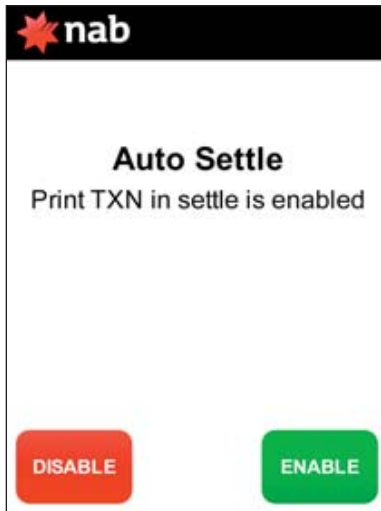 nab
Auto Settle
Print TXN in settle is enabled
DISABLE
ENABLE